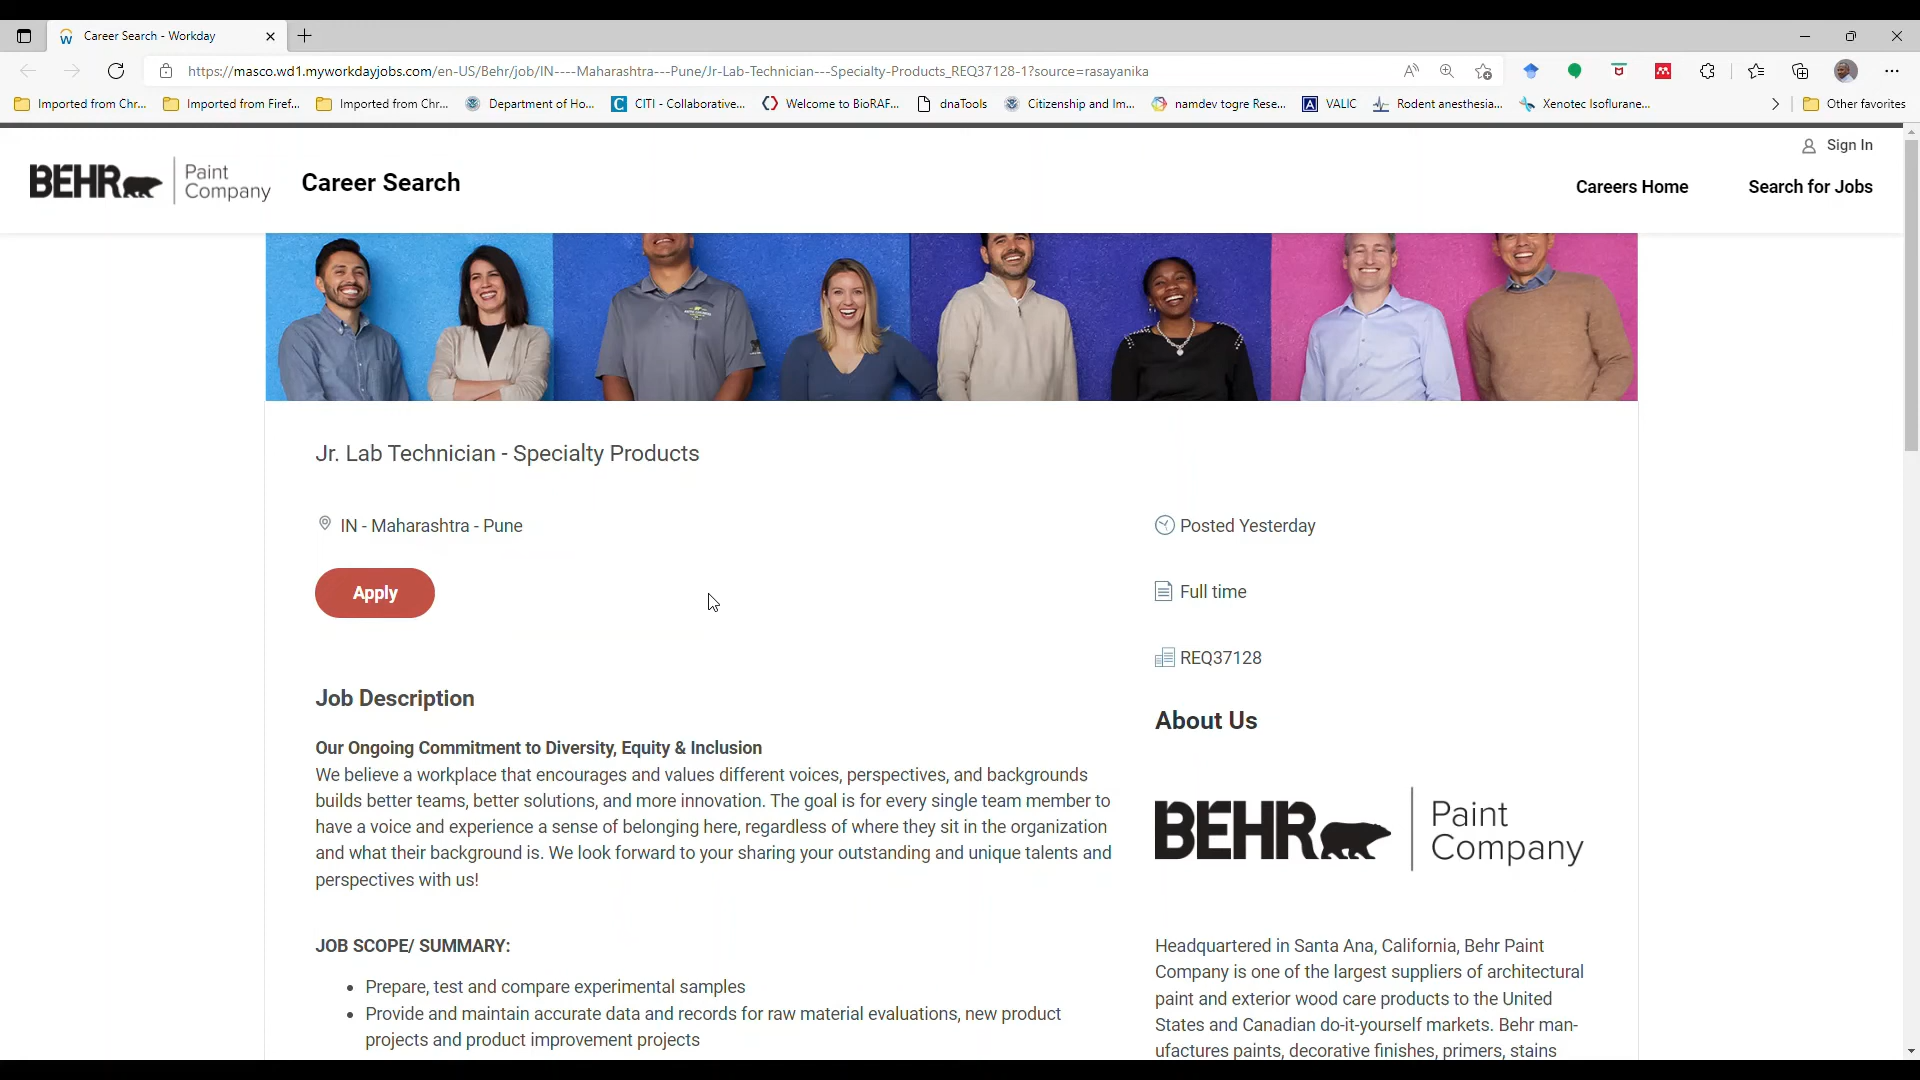 Career Search - Workday
https://masco.wd1.myworkdayjobs.com/en-US/Behr/job/IN----Maharashtra---Pune/Jr-Lab-Technician---Specialty-Products_REQ37128-1?source=rasayanika
Imported from Chr... Imported from Firef... Imported from Chr... Department of Ho... CITI - Collaborative... Welcome to BioRAF... dnaTools Citizenship and Im... namdev togre Rese... VALIC Rodent anesthesia... Xenotec Isoflurane... Other favorites
Sign In
BEHR Paint Company
Career Search
Careers Home
Search for Jobs
Jr. Lab Technician - Specialty Products
IN - Maharashtra - Pune
Posted Yesterday
Apply
Full time
REQ37128
Job Description
Our Ongoing Commitment to Diversity, Equity & Inclusion
We believe a workplace that encourages and values different voices, perspectives, and backgrounds
builds better teams, better solutions, and more innovation. The goal is for every single team member to
have a voice and experience a sense of belonging here, regardless of where they sit in the organization
and what their background is. We look forward to your sharing your outstanding and unique talents and
perspectives with us!
JOB SCOPE/ SUMMARY:
• Prepare, test and compare experimental samples
• Provide and maintain accurate data and records for raw material evaluations, new product
projects and product improvement projects
About Us
BEHR Paint Company
Headquartered in Santa Ana, California, Behr Paint
Company is one of the largest suppliers of architectural
paint and exterior wood care products to the United
States and Canadian do-it-yourself markets. Behr man-
ufactures paints, decorative finishes, primers, stains